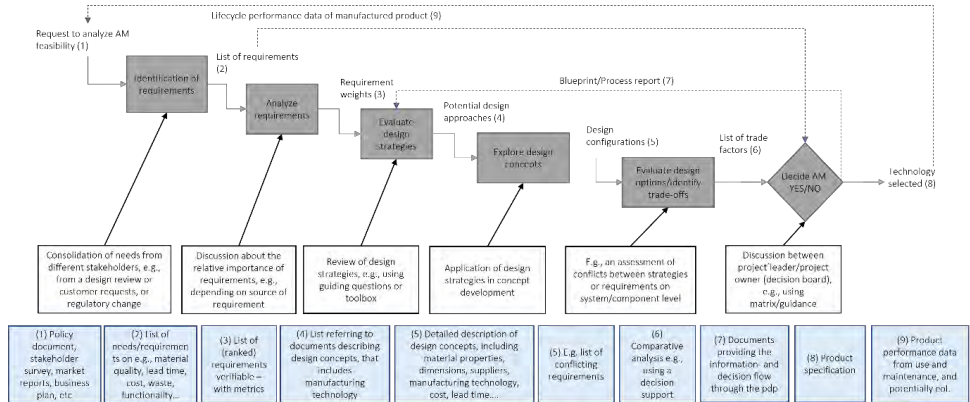 Lifecycle performance data of manufactured product (9)
Request to analyze AM
feasibility (1)
List of requirements
(2)
Identification of
requirements
Requirement
weights (3)
Analyze
requirements
Blueprint/Process report (7)
Potential design
approaches (4)
Evaluate
design
strategies
Explore design
concepts
Design
configurations (5)
List of trade
factors (6)
Evaluate design
options/identify
trade-offs
Decide AM
YES/NO
Technology
selected (8)
Consolidation of needs from
different stakeholders, e.g.,
from a design review or
customer requests, or
regulatory change
Discussion about the
relative importance of
requirements, e.g.,
depending on source of
requirement
Review of design
strategies, e.g., using
guiding questions or
toolbox
Application of design
strategies in concept
development
E.g., an assessment of
conflicts between strategies
or requirements on
system/component level
Discussion between
project leader/project
owner (decision board),
e.g., using
matrix/guidance
(1) Policy
document,
stakeholder
survey, market
reports, business
plan, etc
(2) List of
needs/requiremen
ts on e.g., material
quality, lead time,
cost, waste,
functionality...
(3) List of
(ranked)
requirements
verifiable –
with metrics
(4) List referring to
documents describing
design concepts, that
includes
manufacturing
technology
(5) Detailed description of
design concepts, including
material properties,
dimensions, suppliers,
manufacturing technology,
cost, lead time....
(5) E.g. list of
conflicting
requirements
(6)
Comparative
analysis e.g.,
using a
decision
support
(7) Documents
providing the
information- and
decision flow
through the pdp
(8) Product
specification
(9) Product
performance data
from use and
maintenance, and
potentially eol.